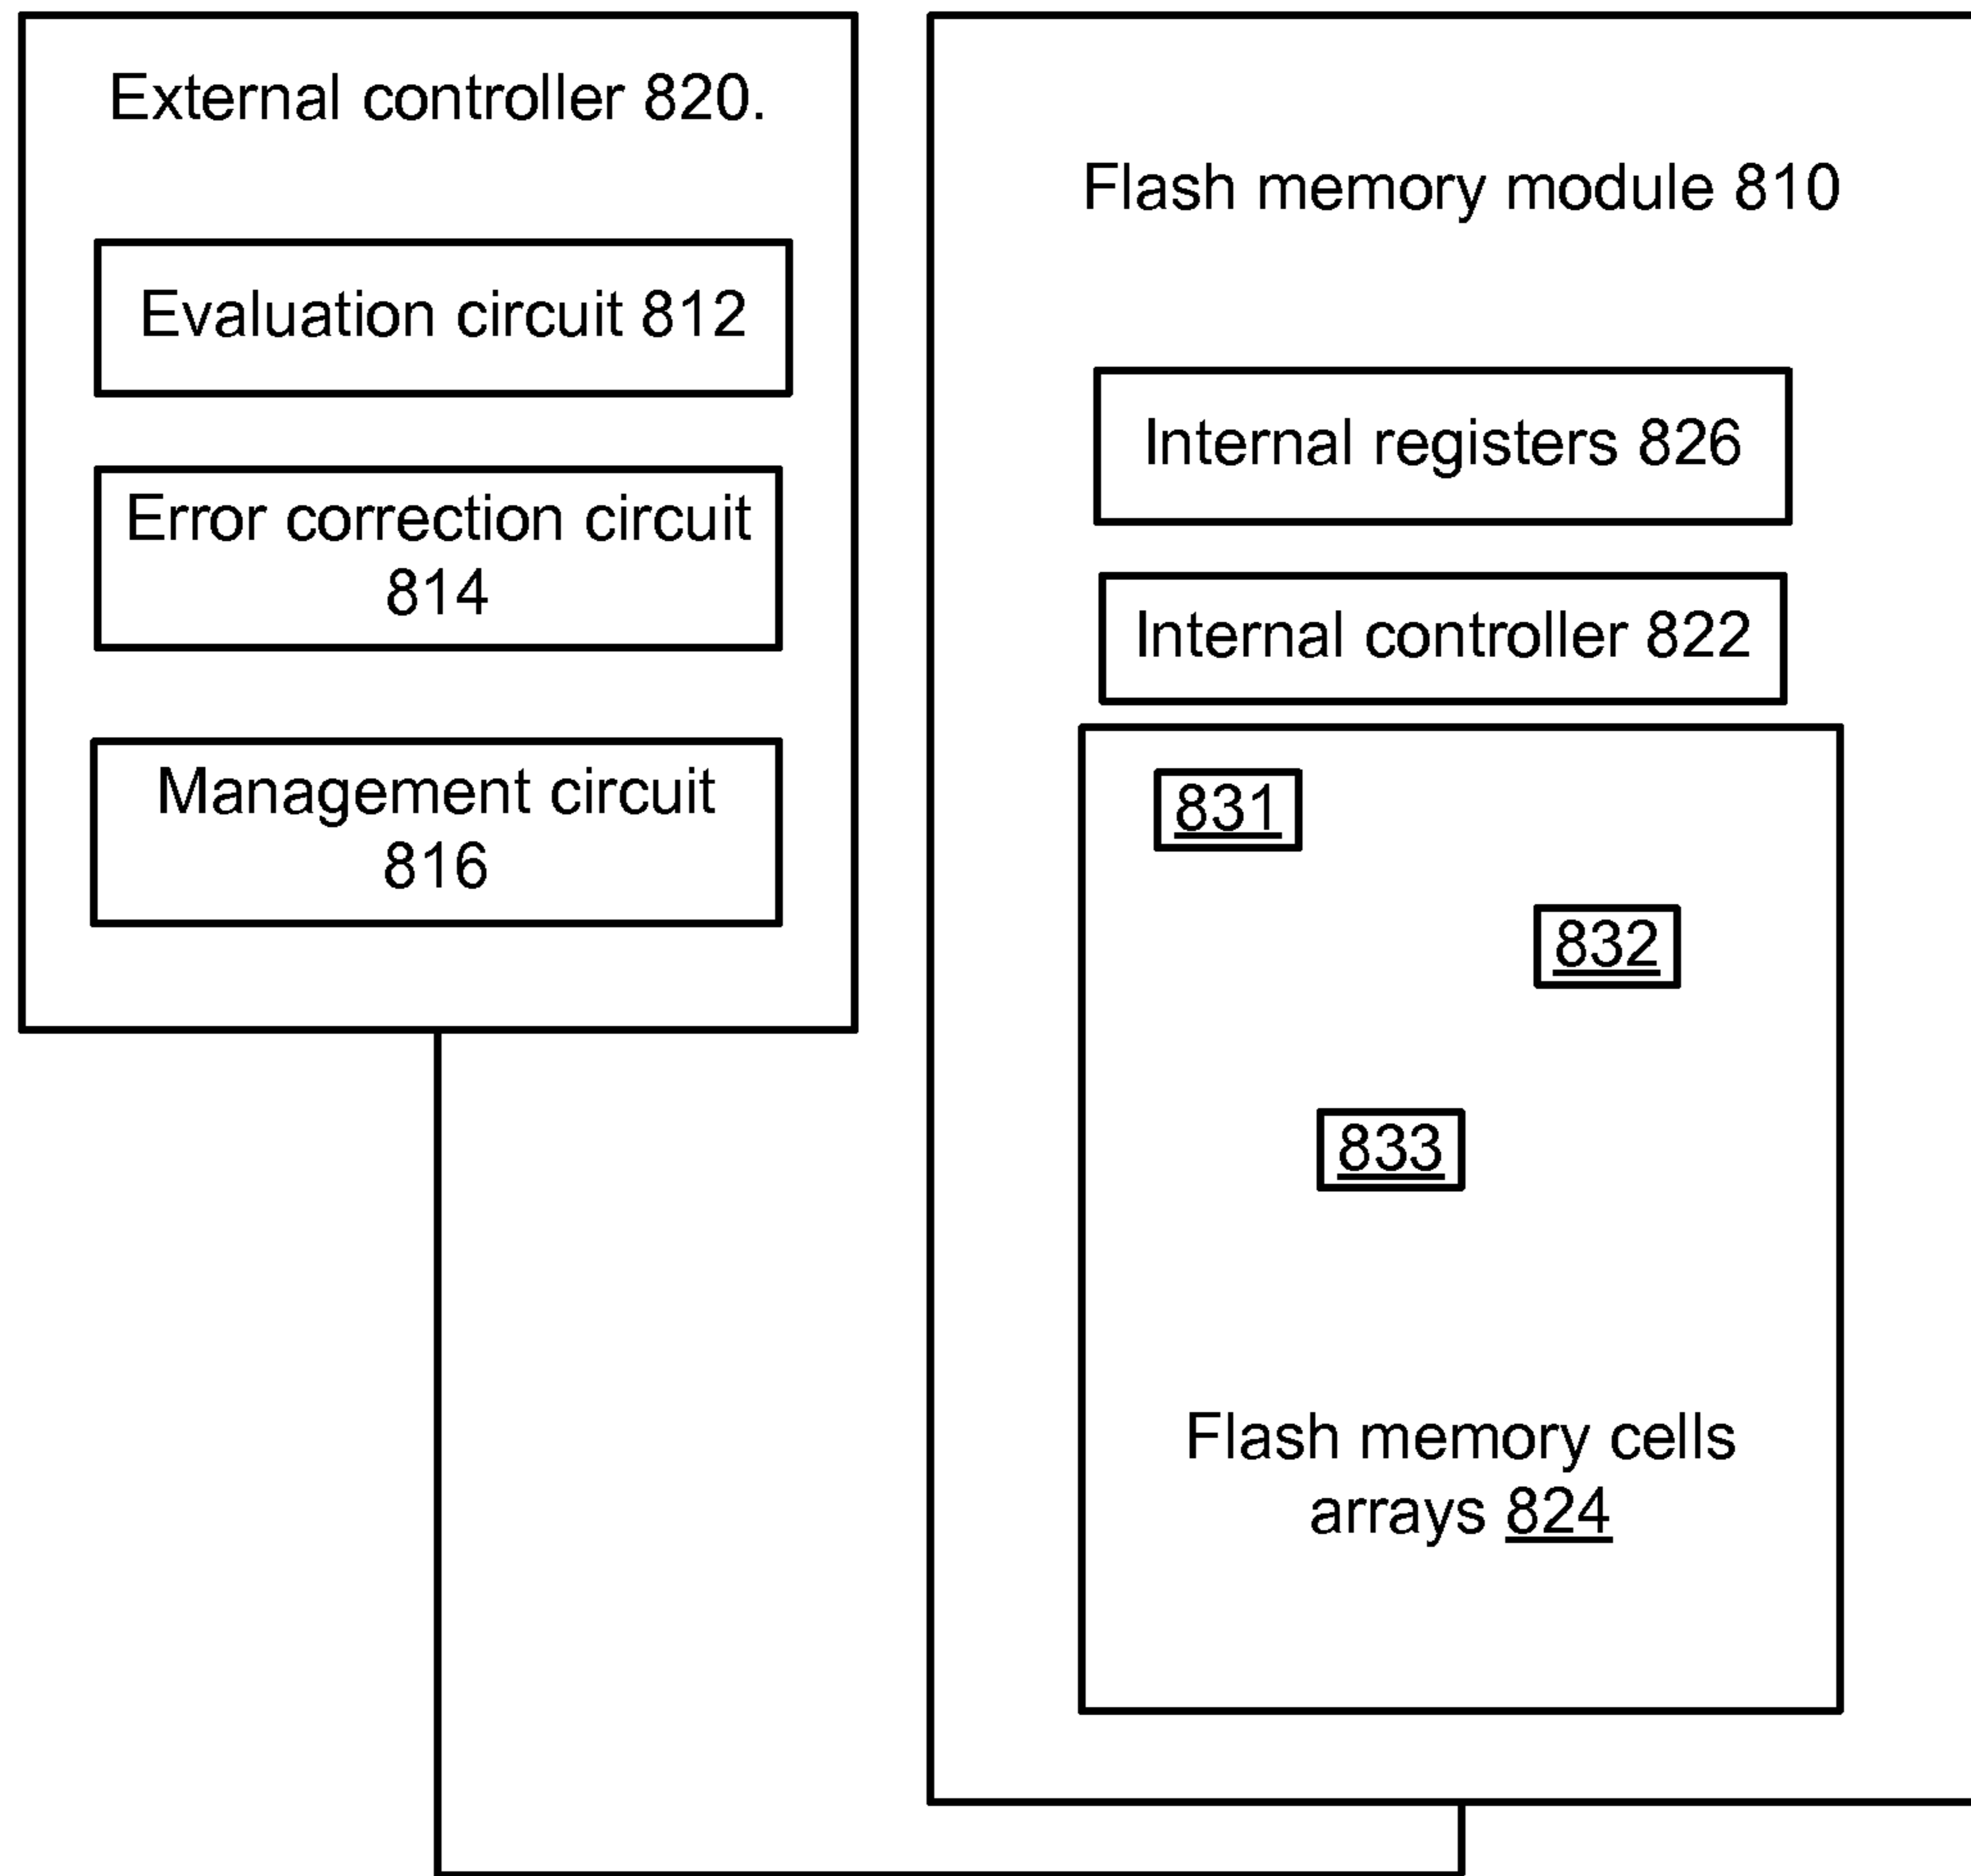 External controller 820.
Evaluation circuit 812
Error correction circuit
814
Management circuit
816
Flash memory module 810
Internal registers 826
Internal controller 822
831
832
833
Flash memory cells
arrays 824